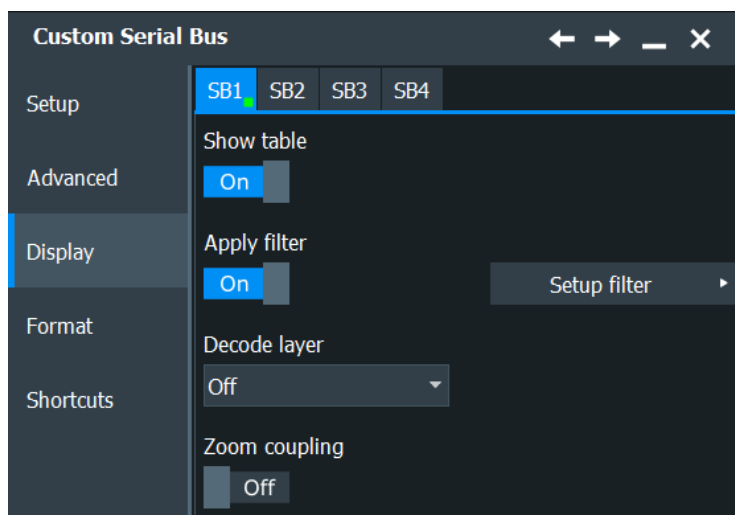 Custom Serial Bus
Setup
Advanced
Display
Format
Shortcuts
SB1 SB2 SB3 SB4
Show table
On
Apply filter
On
Setup filter
Decode layer
Off
Zoom coupling
Off